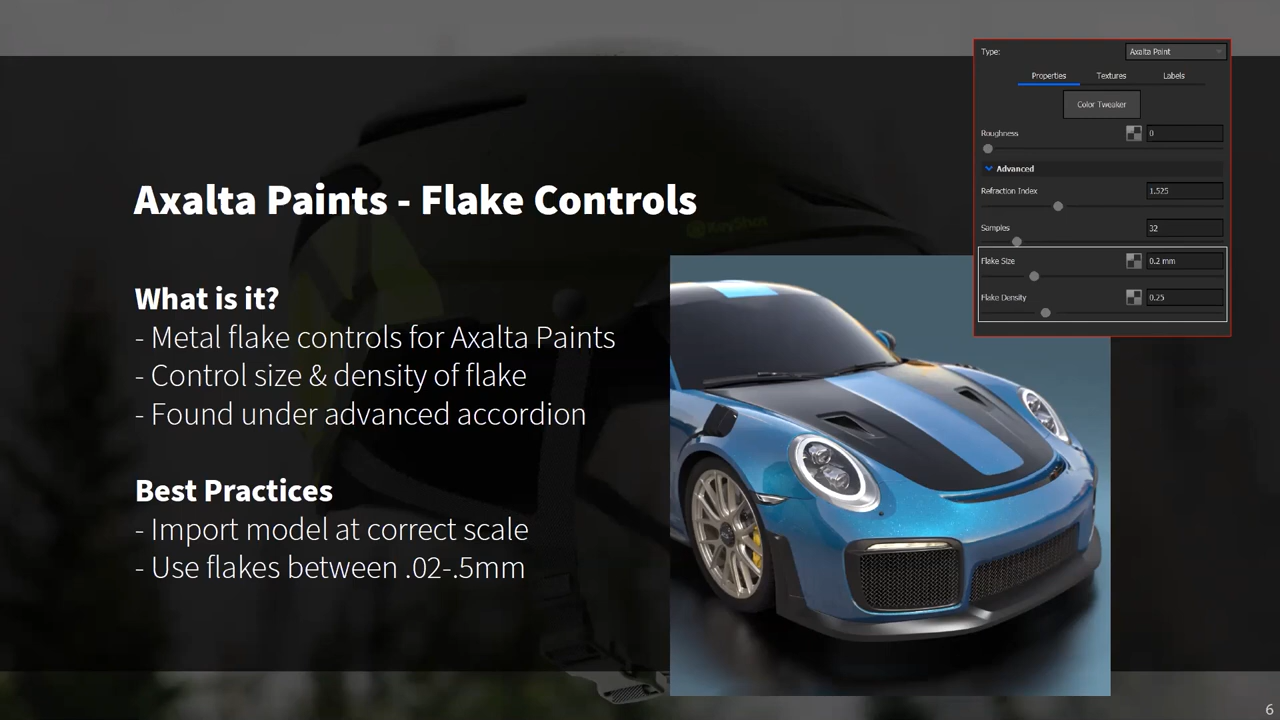 Axalta Paints - Flake Controls
What is it?
- Metal flake controls for Axalta Paints
- Control size & density of flake
- Found under advanced accordion
Best Practices
- Import model at correct scale
- Use flakes between .02-.5mm
KeyShot
Type: Axalta Paint
Properties Textures Labels
Color Tweaker
Roughness 0
Advanced
Refraction Index 1.525
Samples 32
Flake Size 0.2 mm
Flake Density 0.25
6